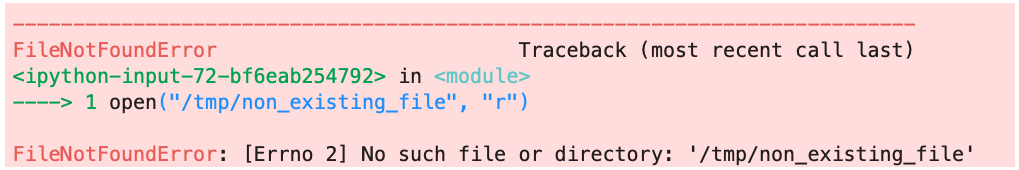 ---------------------------------------------------------------------------
FileNotFoundError                         Traceback (most recent call last)
<ipython-input-72-bf6eab254792> in <module>
----> 1 open("/tmp/non_existing_file", "r")

FileNotFoundError: [Errno 2] No such file or directory: '/tmp/non_existing_file'